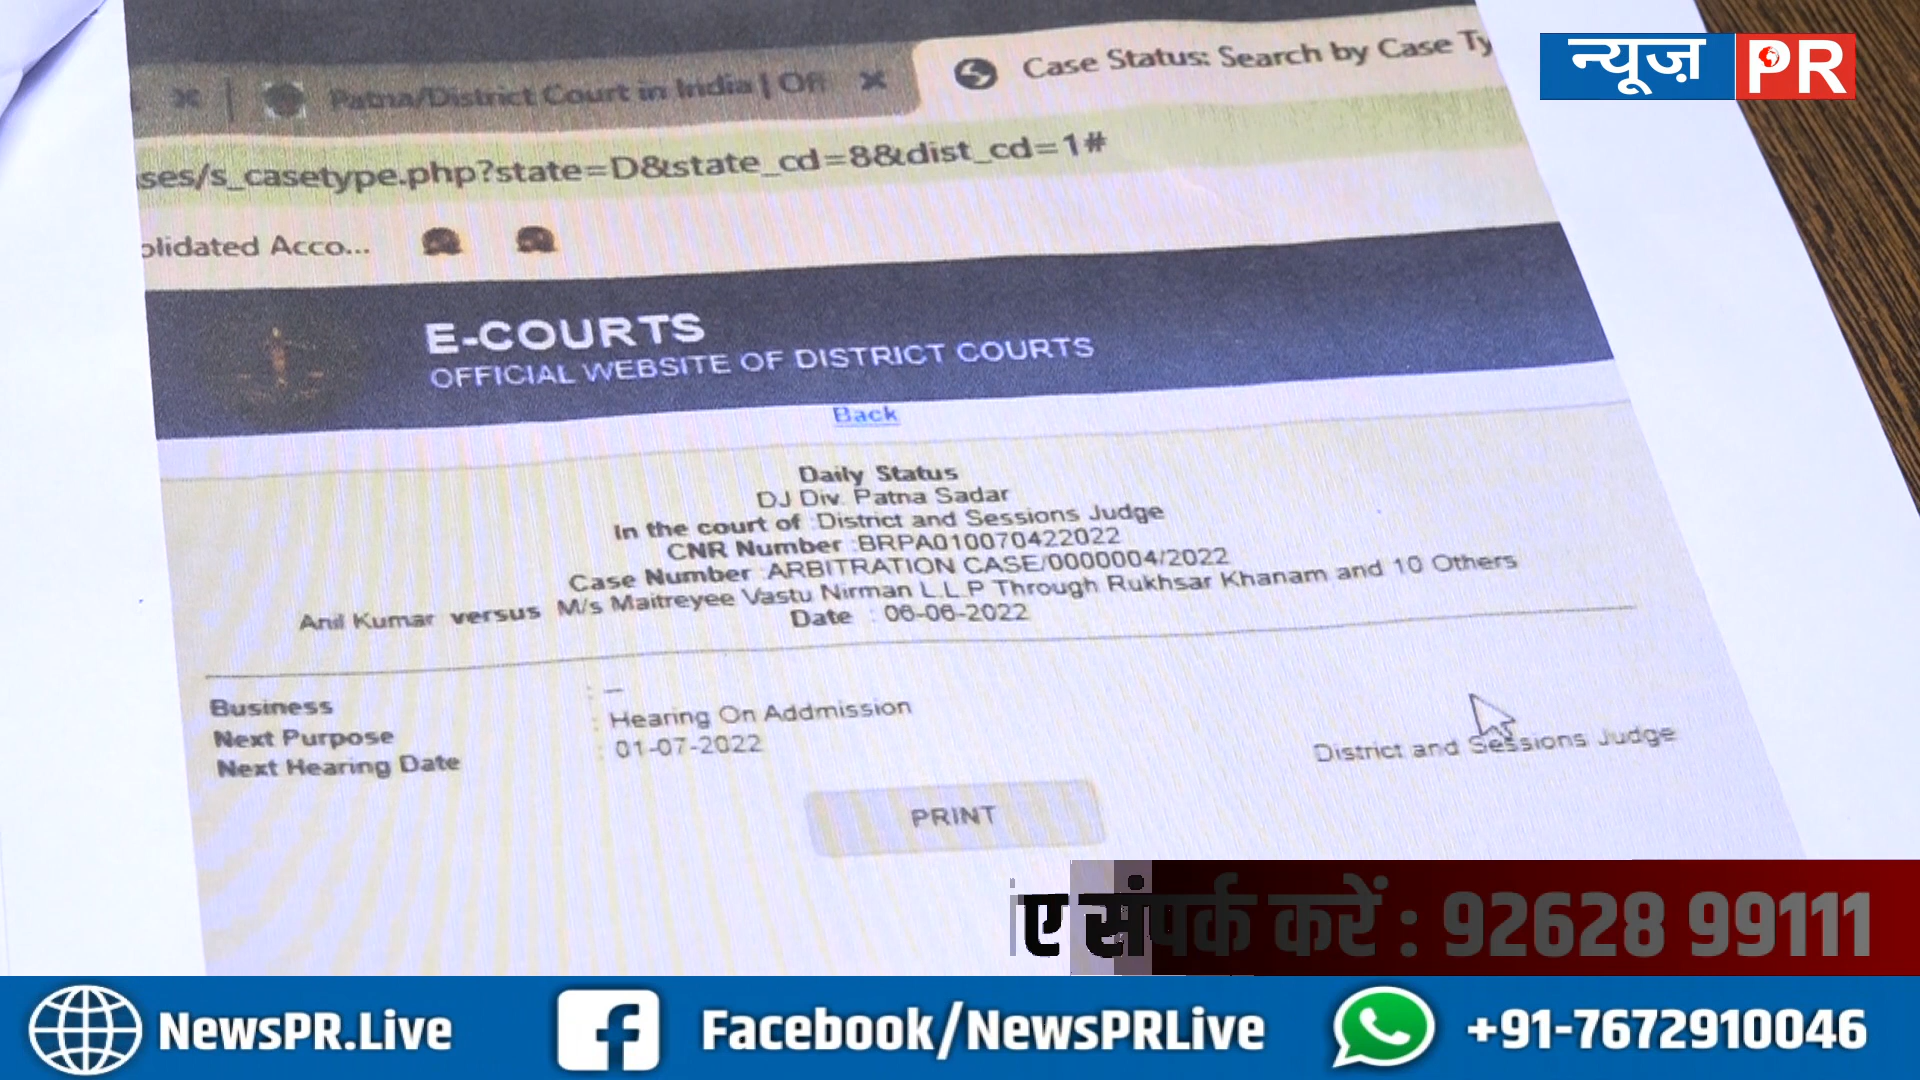 न्यूज़ PR
Patna/District Court in India | Off
Case Status: Search by Case Ty
ses/s_casetype.php?state=D&state_cd=8&dist_cd=1#
olidated Acco...
E-COURTS
OFFICIAL WEBSITE OF DISTRICT COURTS
Back
Daily Status
DJ Div. Patna Sadar
In the court of :District and Sessions Judge
CNR Number :BRPA010070422022
Case Number :ARBITRATION CASE/0000004/2022
Anil Kumar versus M/s Maitreyee Vastu Nirman L.L.P Through Rukhsar Khanam and 10 Others
Date : 06-06-2022
Business : --
Next Purpose : Hearing On Addmission
Next Hearing Date : 01-07-2022
District and Sessions Judge
PRINT
ए संपर्क करें : 92628 99111
NewsPR.Live
Facebook/NewsPRLive
+91-7672910046